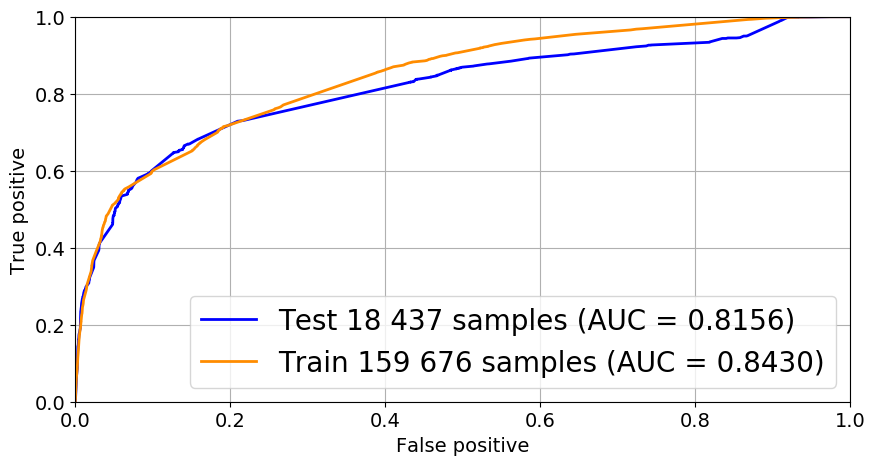 1.0
0.8
0.6
0.4
0.2
0.0
True positive
Test 18 437 samples (AUC = 0.8156)
Train 159 676 samples (AUC = 0.8430)
0.0 0.2 0.4 0.6 0.8 1.0
False positive